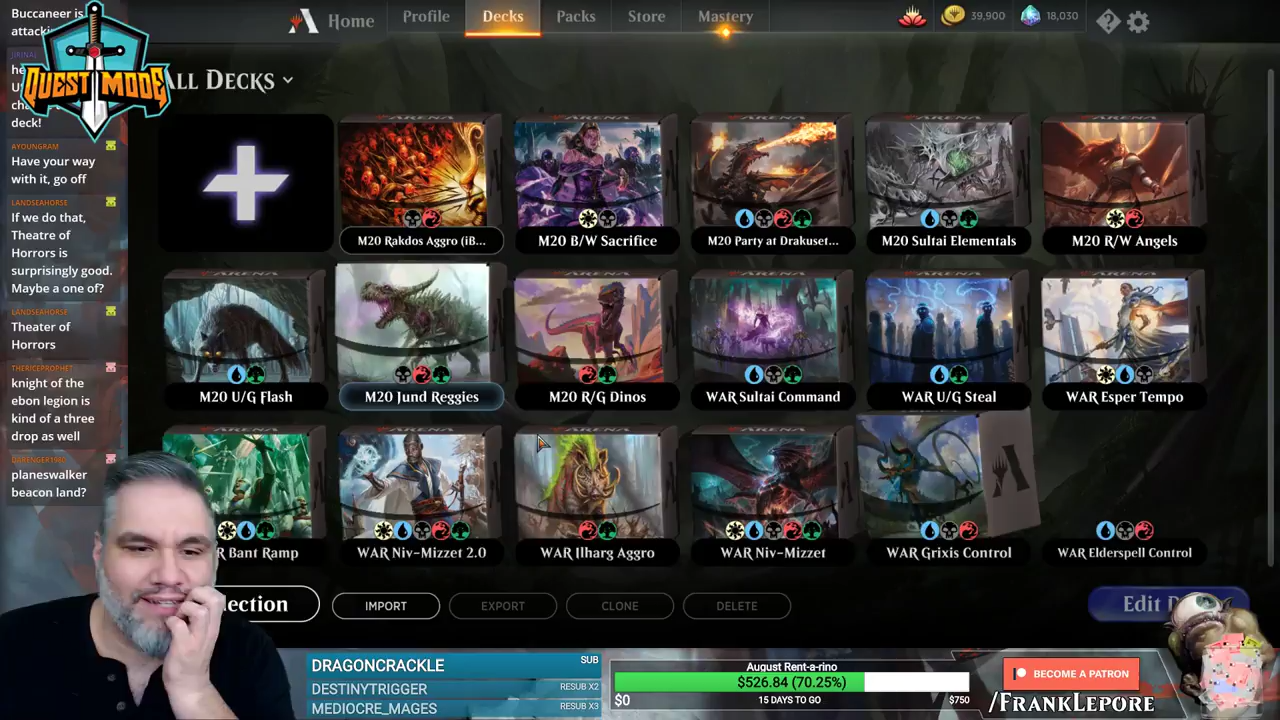 Buccaneer is
attacki
JIRINAL
he
U
cha
deck!
QUEST MODE
AYOUNGRAM
Have your way
with it, go off
LANDSEAHORSE
If we do that,
Theatre of
Horrors is
surprisingly good.
Maybe a one of?
LANDSEAHORSE
Theater of
Horrors
THERICEPROPHET
knight of the
ebon legion is
kind of a three
drop as well
planeswalker
beacon land?
Home
Profile
Decks
Packs
Store
Mastery
39,900
18,030
ALL DECKS
M20 Rakdos Aggro (iB...
M20 B/W Sacrifice
M20 Party at Drakuset...
M20 Sultai Elementals
M20 R/W Angels
M20 U/G Flash
M20 Jund Reggies
M20 R/G Dinos
WAR Sultai Command
WAR U/G Steal
WAR Esper Tempo
R Bant Ramp
WAR Niv-Mizzet 2.0
WAR Ilharg Aggro
WAR Niv-Mizzet
WAR Grixis Control
WAR Elderspell Control
lection
IMPORT
EXPORT
CLONE
DELETE
Edit D
DRAGONCRACKLE SUB
DESTINYTRIGGER RESUB X2
MEDIOCRE_MAGES RESUB X3
August Rent-a-rino
$526.84 (70.25%)
$0 15 DAYS TO GO $750
BECOME A PATRON
/FRANKLEPORE